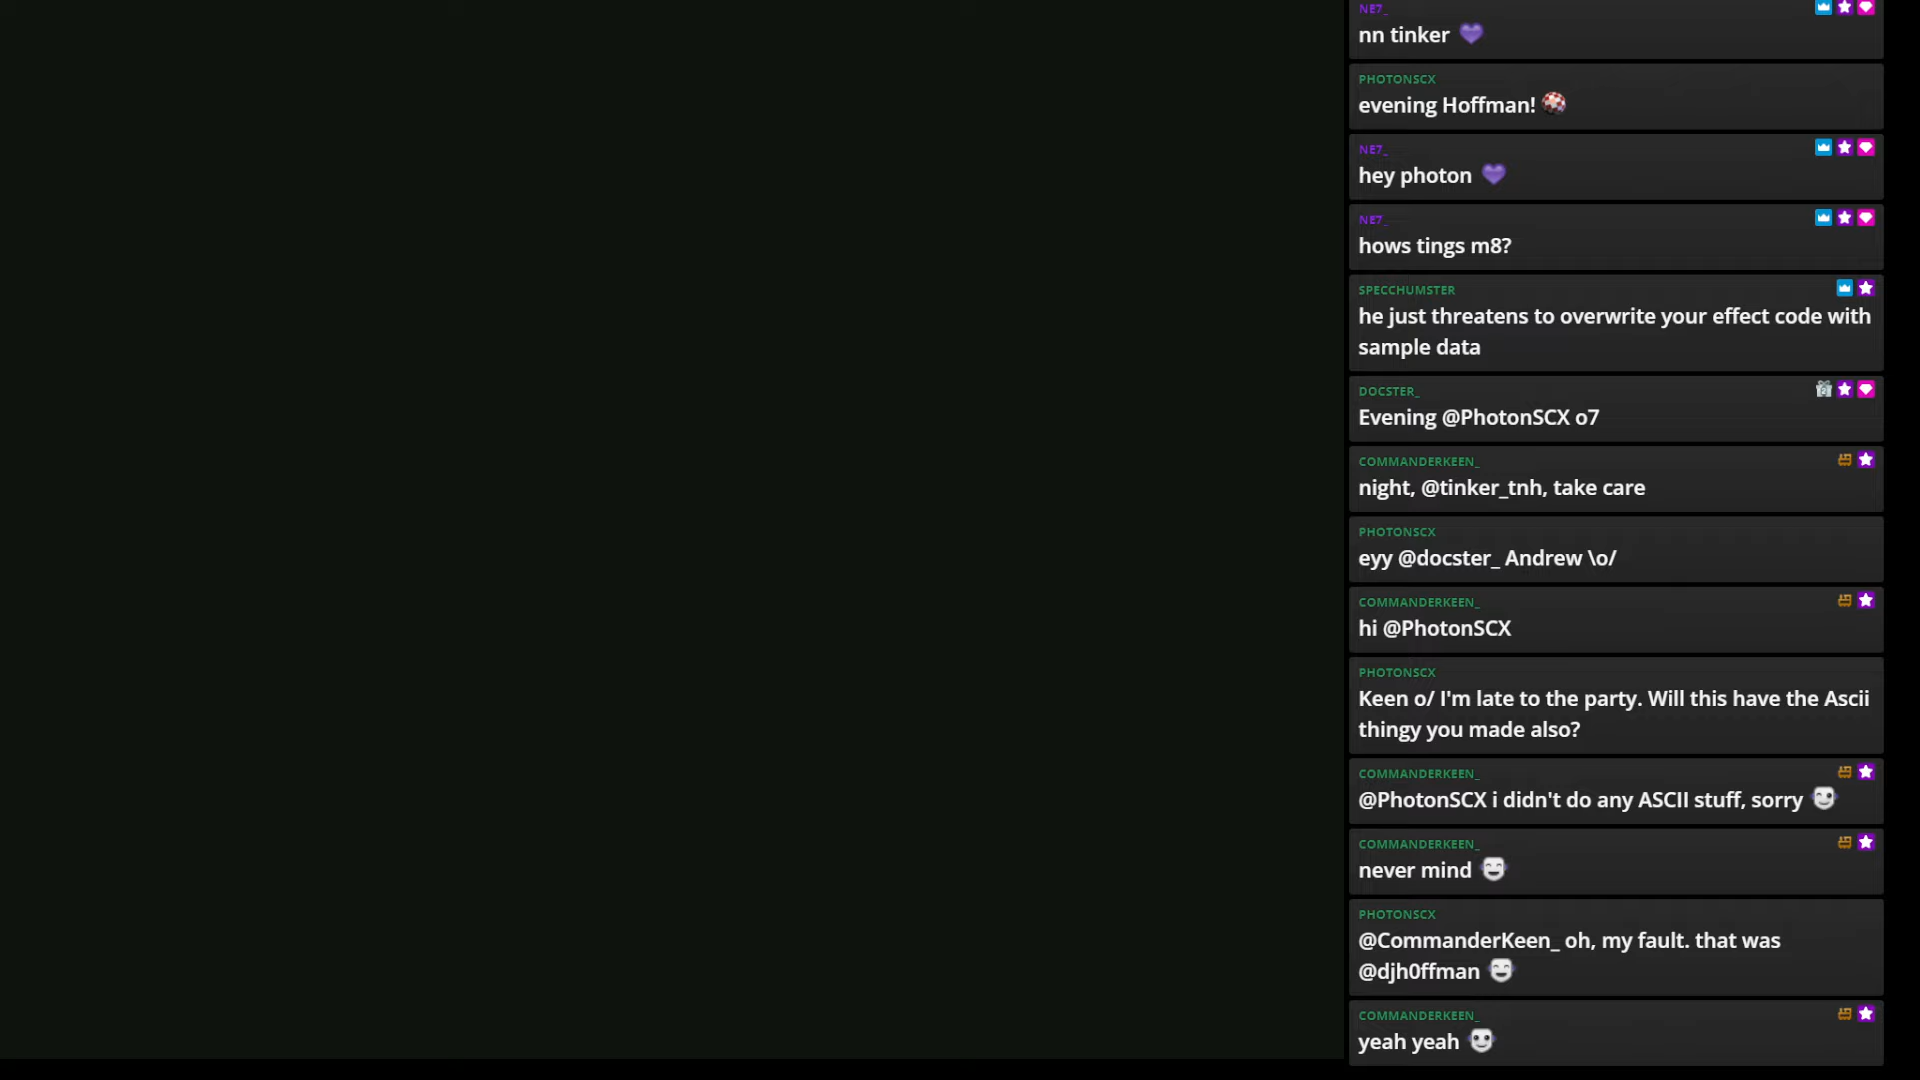 NE7_
nn tinker
PHOTONSCX
evening Hoffman!
NE7_
hey photon
NE7_
hows tings m8?
SPECCHUMSTER
he just threatens to overwrite your effect code with
sample data
DOCSTER_
Evening @PhotonSCX o7
COMMANDERKEEN_
night, @tinker_tnh, take care
PHOTONSCX
eyy @docster_ Andrew \o/
COMMANDERKEEN_
hi @PhotonSCX
PHOTONSCX
Keen o/ I'm late to the party. Will this have the Ascii
thingy you made also?
COMMANDERKEEN_
@PhotonSCX i didn't do any ASCII stuff, sorry
COMMANDERKEEN_
never mind
PHOTONSCX
@CommanderKeen_ oh, my fault. that was
@djh0ffman
COMMANDERKEEN_
yeah yeah